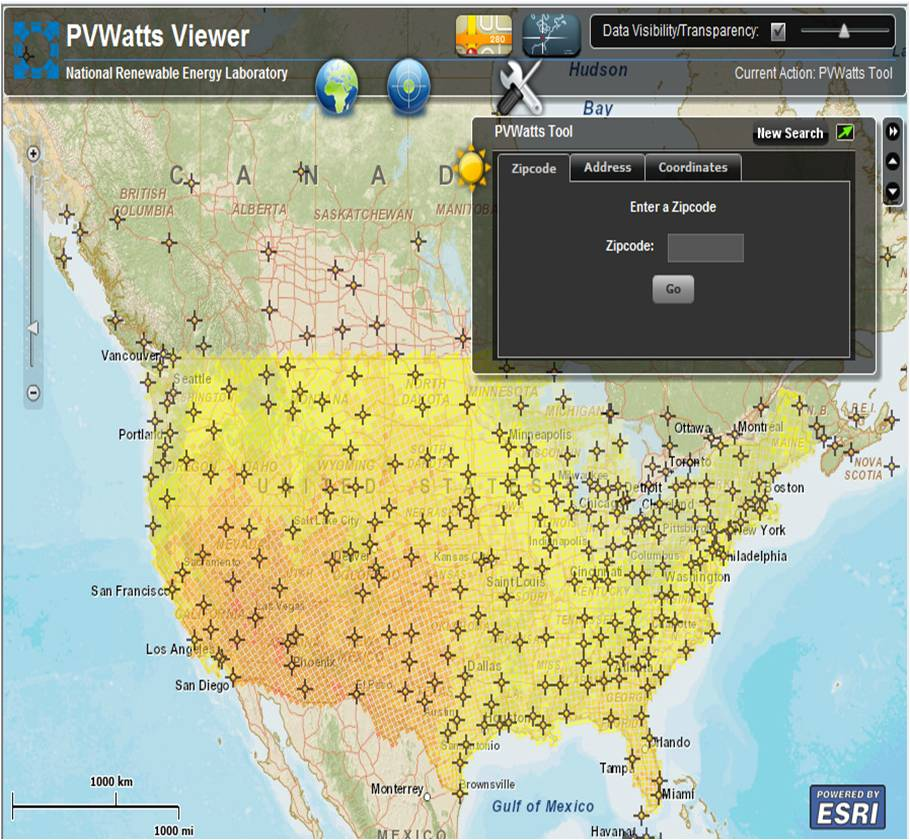 PVWatts Viewer
National Renewable Energy Laboratory
280
Data Visibility/Transparency:
Current Action: PVWatts Tool
Hudson
Bay
PVWatts Tool
New Search
Zipcode Address Coordinates
Enter a Zipcode
Zipcode:
Go
C A N A D
BRITISH
COLUMBIA
ALBERTA
SASKATCHEWAN
MANITOBA
Vancouver
Seattle
NORTH
DAKOTA
MINNESOTA
MICHIGAN
N.B.
P.E.I.
Portland
Minneapolis
Ottawa
Montreal
MAINE
NOVA
SCOTIA
Toronto
IDAHO
WYOMING
SOUTH
UNITED STATES
Milwaukee
Detroit
Boston
Chicago
Salt Lake City
Pittsburgh
New York
NEVADA
Indianapolis
Columbus
Philadelphia
Sacramento
Denver
Kansas City
Cincinnati
Washington
San Francisco
Saint Louis
KENTUCKY
Las Vegas
Los Angeles
Phoenix
Dallas
MISS
San Diego
El Paso
GEORGIA
Austin
Houston
San Antonio
Orlando
Tampa
Miami
Monterrey
Brownsville
Gulf of Mexico
Havana
MEXICO
1000 km
1000 mi
POWERED BY
ESRI